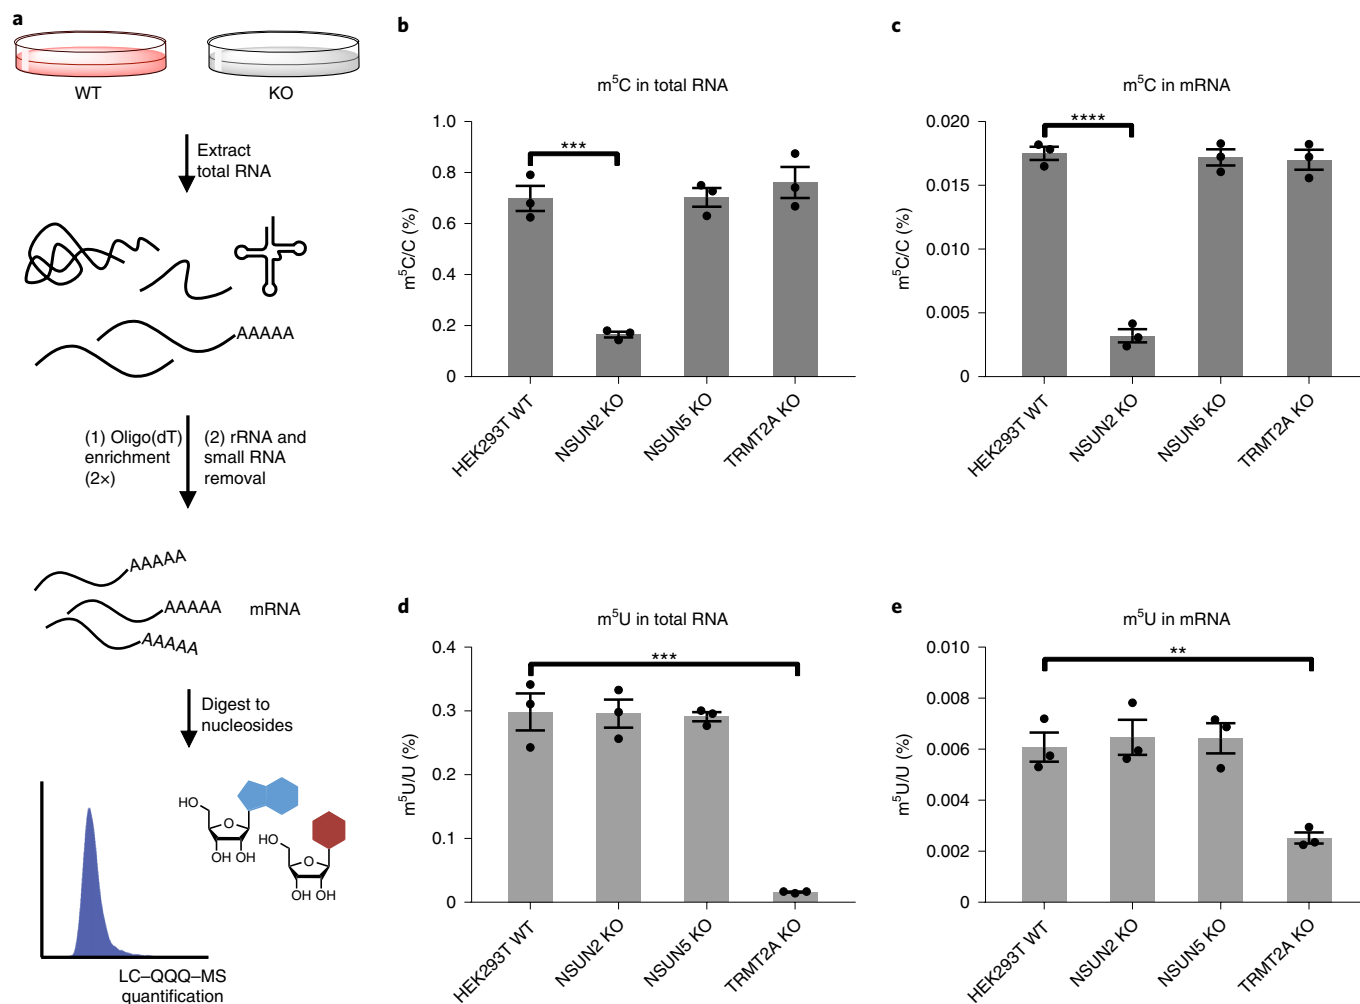 a
WT
KO
Extract
total RNA
AAAAA
(1) Oligo(dT)
enrichment
(2×)
(2) rRNA and
small RNA
removal
AAAAA
AAAAA
AAAAA
mRNA
Digest to
nucleosides
HO
O
OH OH
HO
O
OH OH
LC–QQQ–MS
quantification
b
m⁵C in total RNA
m⁵C/C (%)
1.0
0.8
0.6
0.4
0.2
0
***
HEK293T WT
NSUN2 KO
NSUN5 KO
TRMT2A KO
c
m⁵C in mRNA
m⁵C/C (%)
0.020
0.015
0.010
0.005
0
****
HEK293T WT
NSUN2 KO
NSUN5 KO
TRMT2A KO
d
m⁵U in total RNA
m⁵U/U (%)
0.4
0.3
0.2
0.1
0
***
HEK293T WT
NSUN2 KO
NSUN5 KO
TRMT2A KO
e
m⁵U in mRNA
m⁵U/U (%)
0.010
0.008
0.006
0.004
0.002
0
**
HEK293T WT
NSUN2 KO
NSUN5 KO
TRMT2A KO